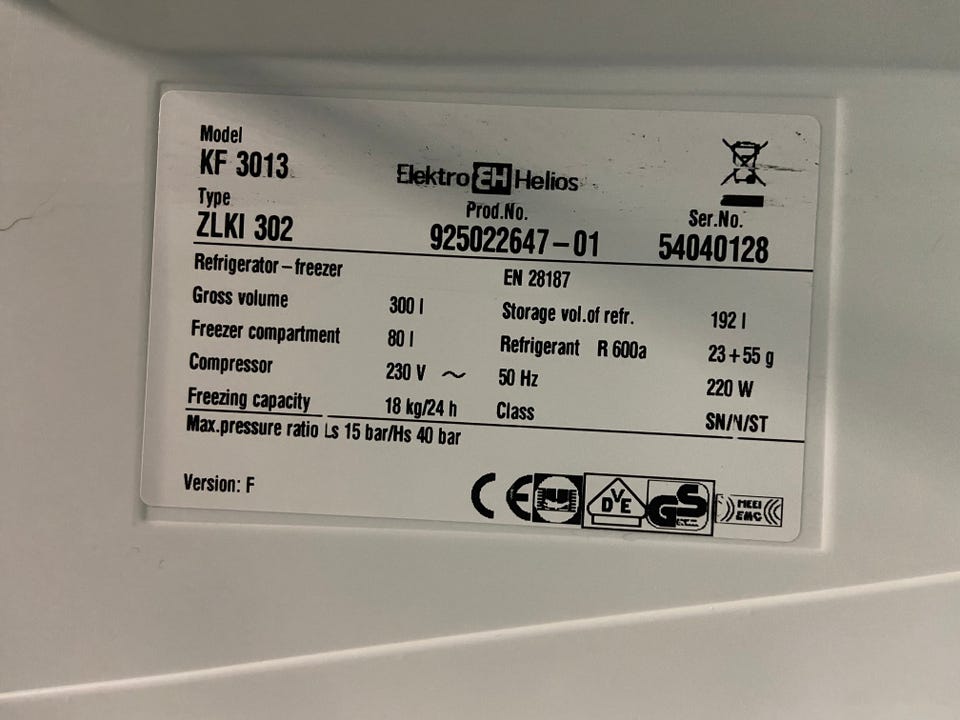 Model
KF 3013
Elektro EH Helios
Type
Prod.No.
Ser.No.
ZLKI 302
925022647-01
54040128
Refrigerator-freezer
EN 28187
Gross volume 300 l
Storage vol.of refr. 192 l
Freezer compartment 80 l
Refrigerant R 600a 23+55 g
Compressor 230 V ~ 50 Hz 220 W
Freezing capacity 18 kg/24 h
Class SN/N/ST
Max.pressure ratio Ls 15 bar/Hs 40 bar
Version: F
CE
DVE
GS
MEEI
EMC